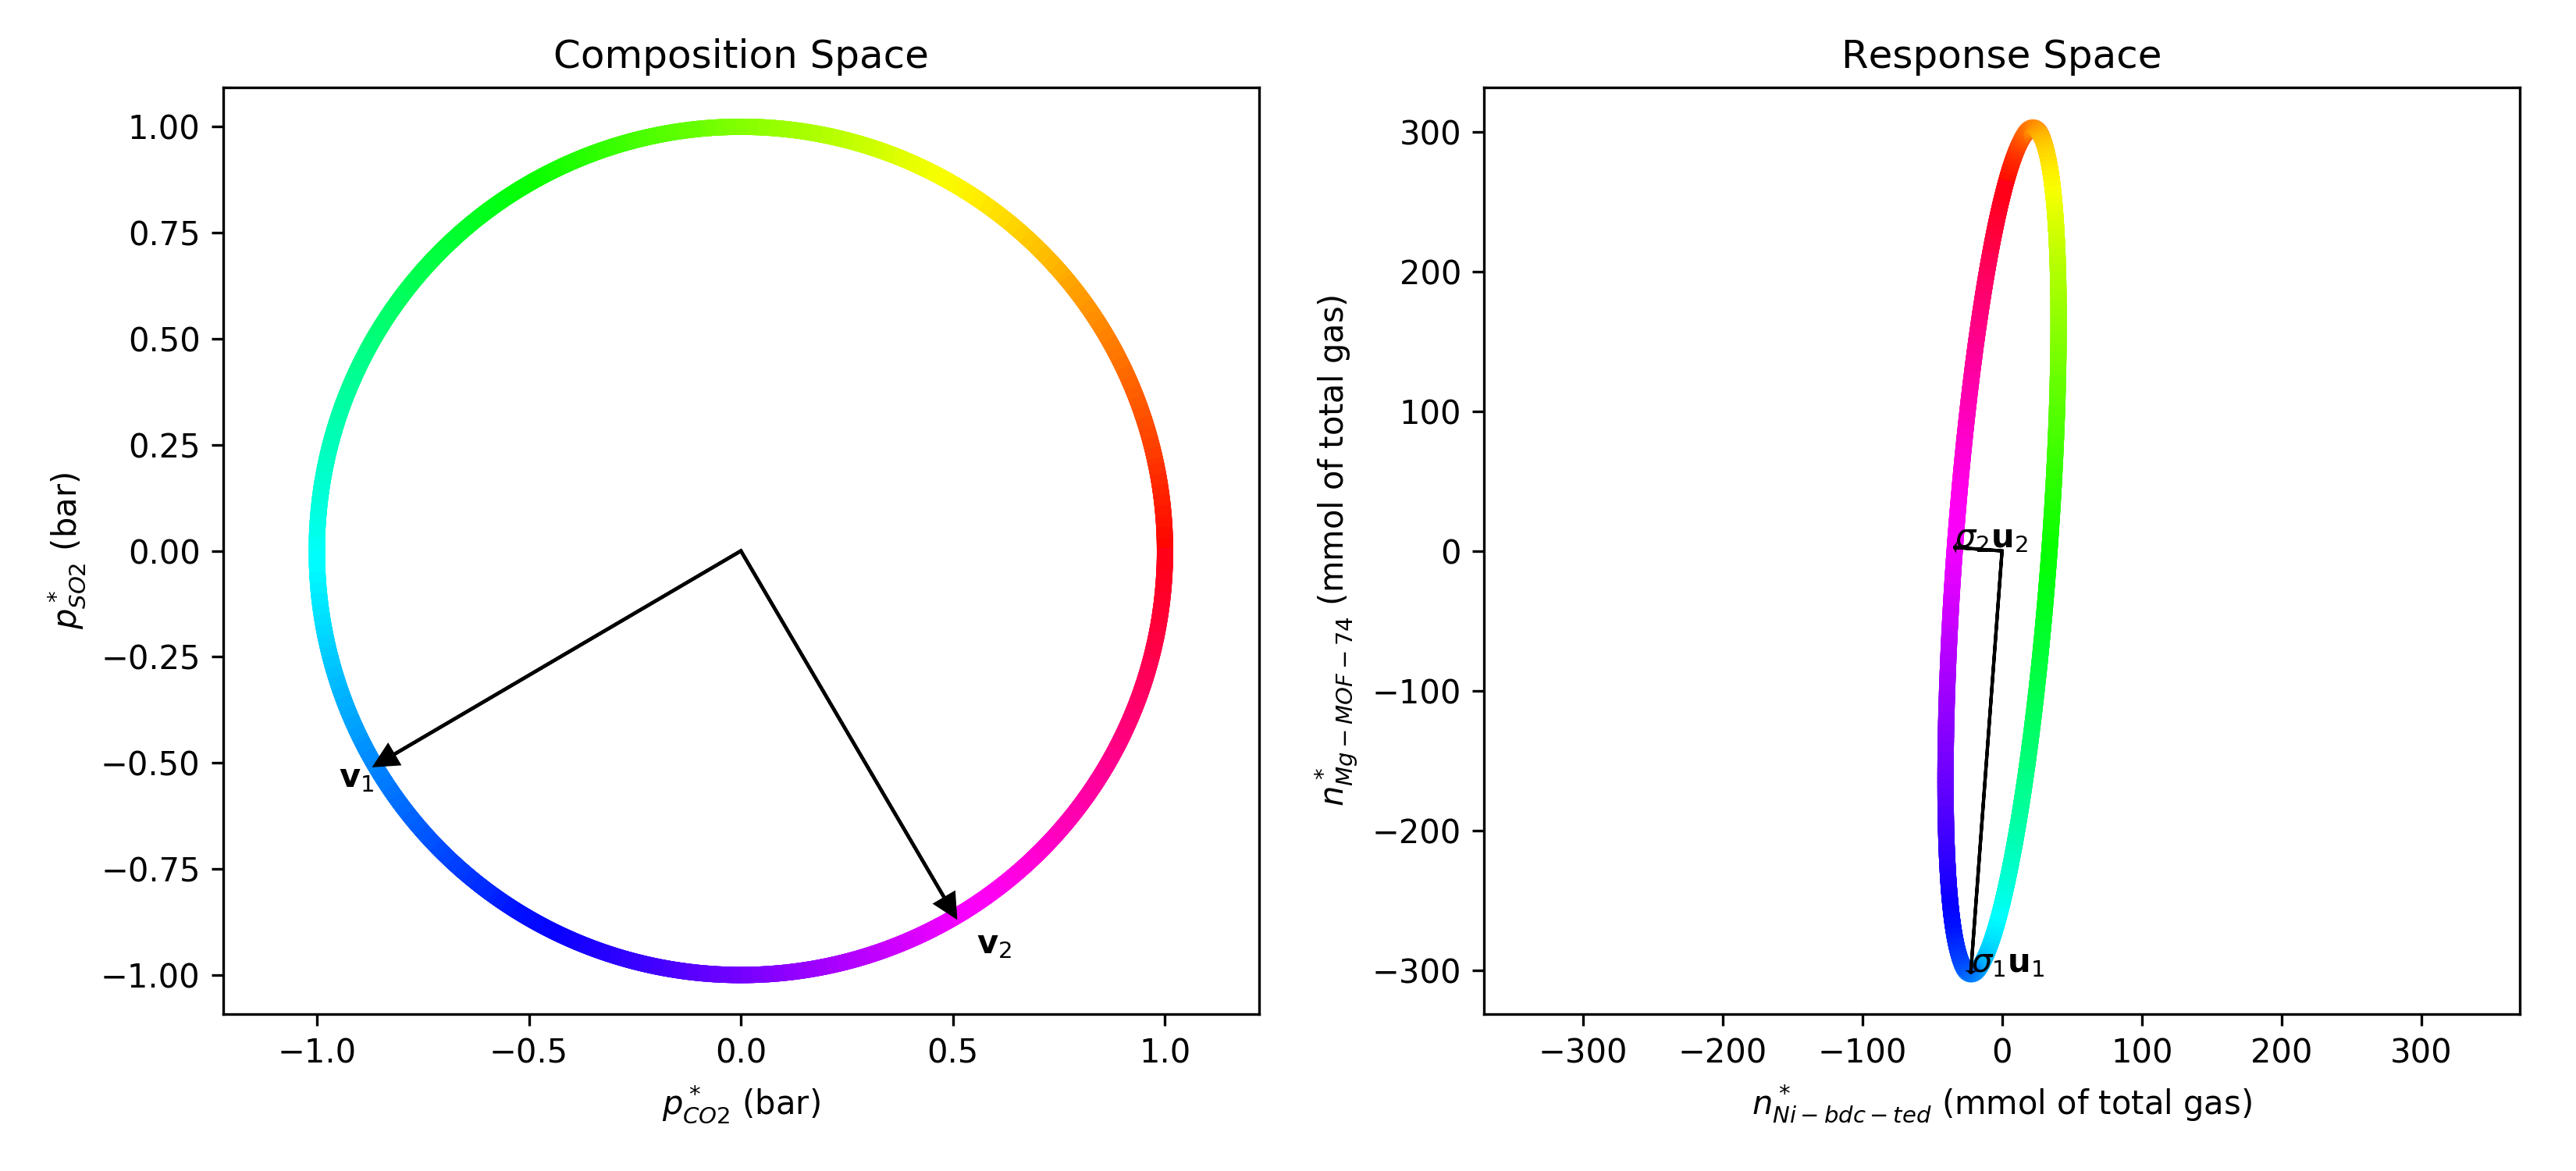 Composition Space
1.00
0.75
0.50
0.25
0.00
−0.25
−0.50
−0.75
−1.00
p*SO2 (bar)
v1
v2
−1.0 −0.5 0.0 0.5 1.0
p*CO2 (bar)
Response Space
300
200
100
0
−100
−200
−300
n*Mg−MOF−74 (mmol of total gas)
σ2u2
σ1u1
−300 −200 −100 0 100 200 300
n*Ni−bdc−ted (mmol of total gas)